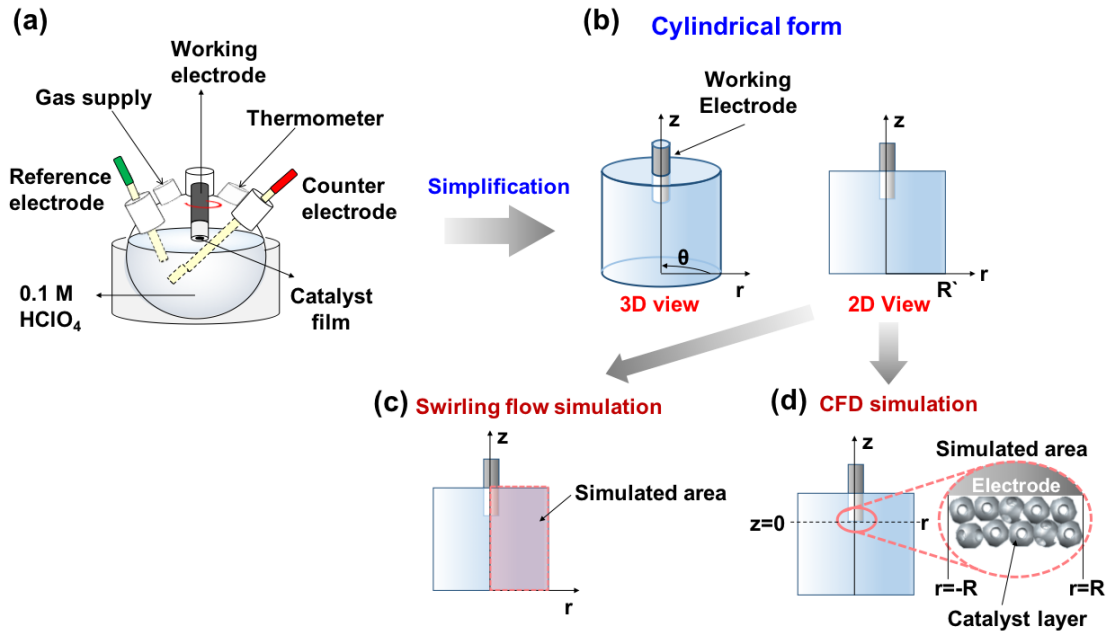 (a)
Working
electrode
Gas supply
Thermometer
Reference
electrode
Counter
electrode
0.1 M
HClO₄
Catalyst
film
Simplification
(b)
Cylindrical form
Working
Electrode
z
θ
r
3D view
z
r
R`
2D View
(c)
Swirling flow simulation
z
Simulated area
r
(d)
CFD simulation
z
z=0
r
Simulated area
Electrode
r=-R
r=R
Catalyst layer